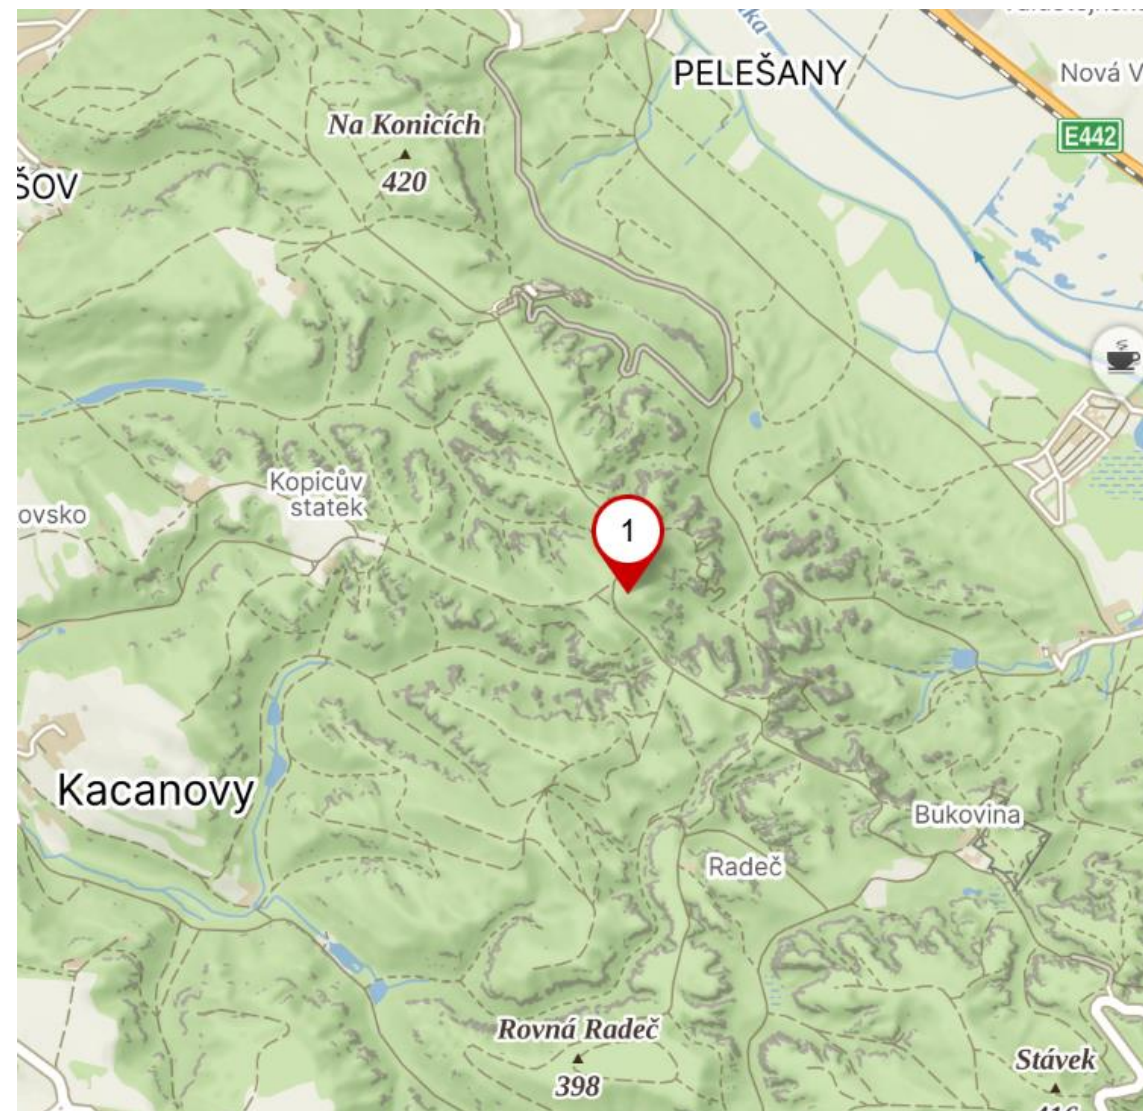 PELEŠANY
Nová V
E442
Na Konicích
420
ŠOV
Kopicův
statek
ovsko
1
Kacanovy
Bukovina
Radeč
Rovná Radeč
398
Stávek